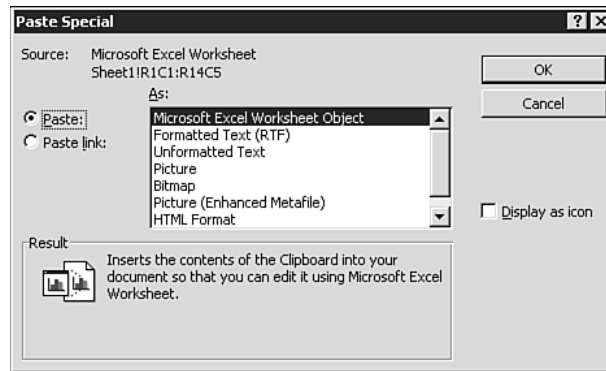 Paste Special
Source: Microsoft Excel Worksheet
Sheet1!R1C1:R14C5
As:
Paste:
Paste link:
Microsoft Excel Worksheet Object
Formatted Text (RTF)
Unformatted Text
Picture
Bitmap
Picture (Enhanced Metafile)
HTML Format
OK
Cancel
Display as icon
Result
Inserts the contents of the Clipboard into your
document so that you can edit it using Microsoft Excel
Worksheet.